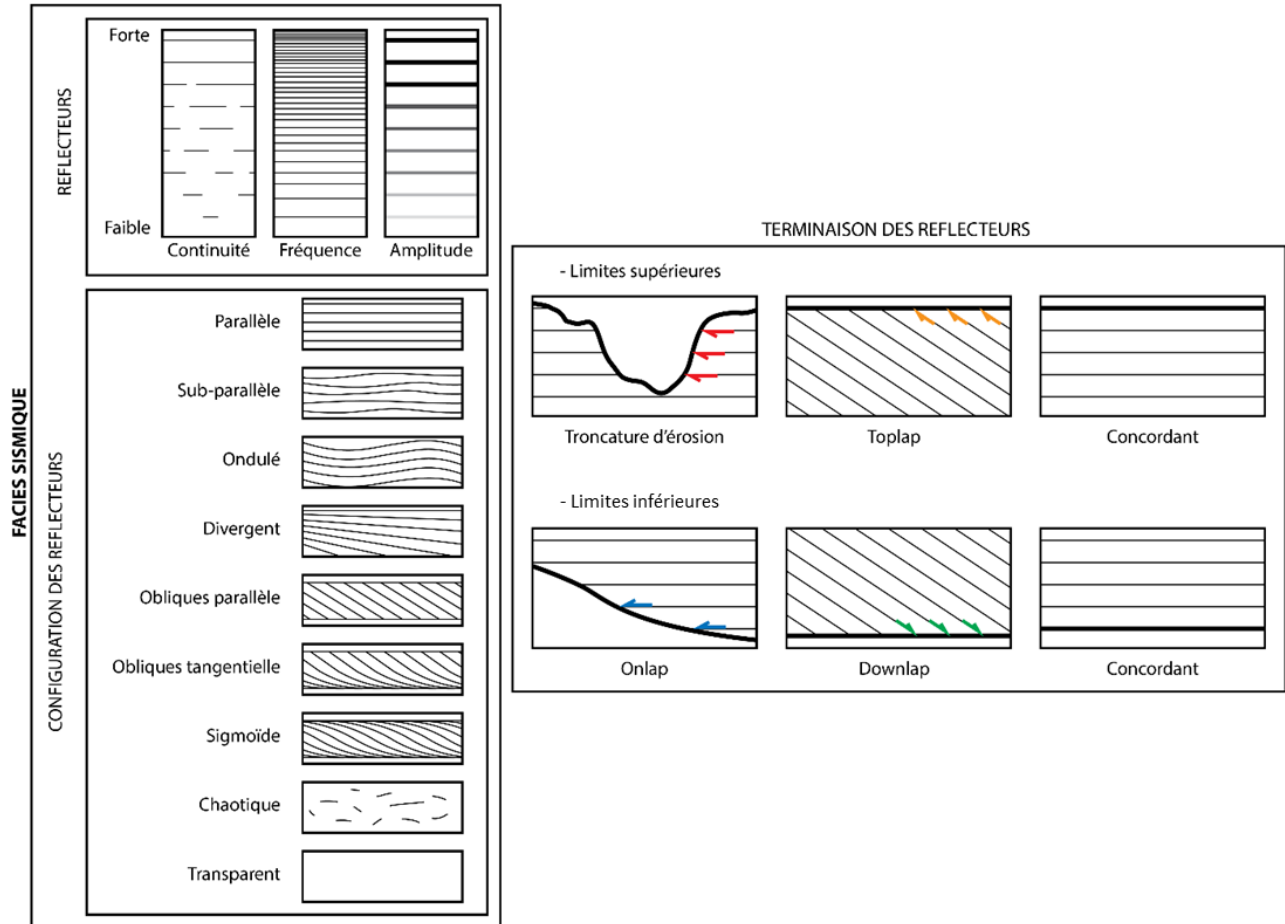 FACIES SISMIQUE
REFLECTEURS
Forte
Faible
Continuité
Fréquence
Amplitude
CONFIGURATION DES REFLECTEURS
Parallèle
Sub-parallèle
Ondulé
Divergent
Obliques parallèle
Obliques tangentielle
Sigmoïde
Chaotique
Transparent
TERMINAISON DES REFLECTEURS
- Limites supérieures
Troncature d'érosion
Toplap
Concordant
- Limites inférieures
Onlap
Downlap
Concordant